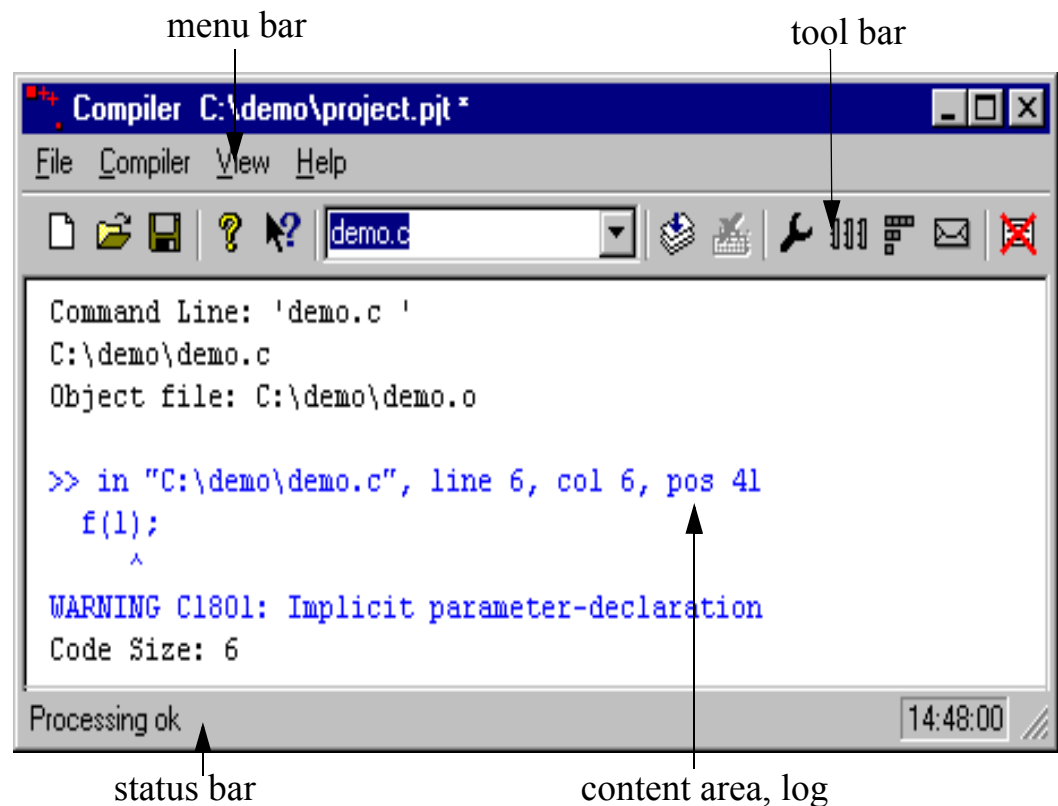 menu bar
tool bar
Compiler C:\demo\project.pjt *
File Compiler View Help
demo.c
Command Line: 'demo.c '
C:\demo\demo.c
Object file: C:\demo\demo.o
>> in "C:\demo\demo.c", line 6, col 6, pos 41
f(1);
^
WARNING C1801: Implicit parameter-declaration
Code Size: 6
Processing ok
14:48:00
status bar
content area, log